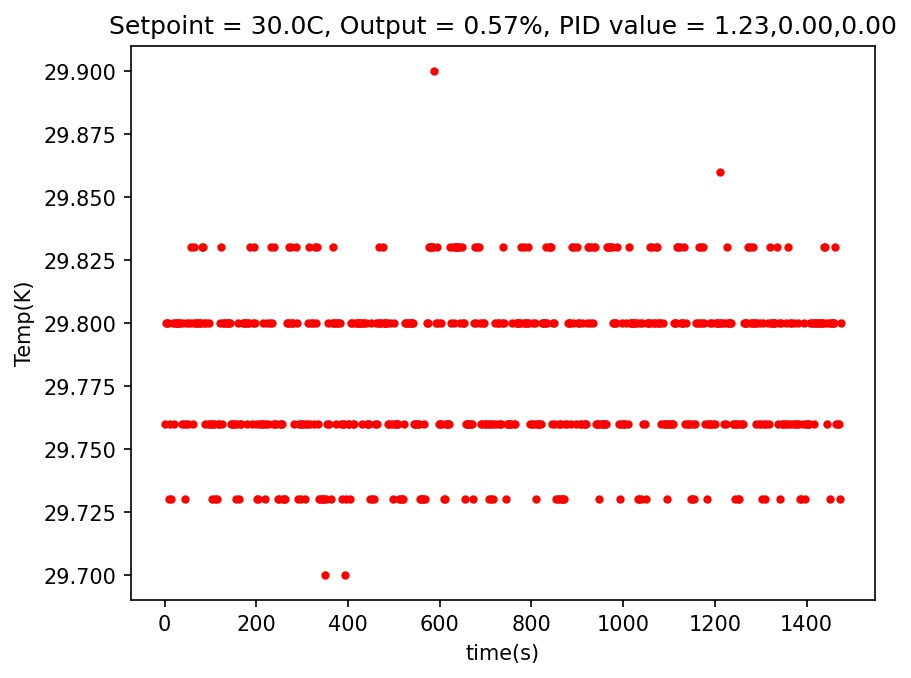 Setpoint = 30.0C, Output = 0.57%, PID value = 1.23,0.00,0.00
29.900
29.875
29.850
29.825
29.800
29.775
29.750
29.725
29.700
Temp(K)
0 200 400 600 800 1000 1200 1400
time(s)